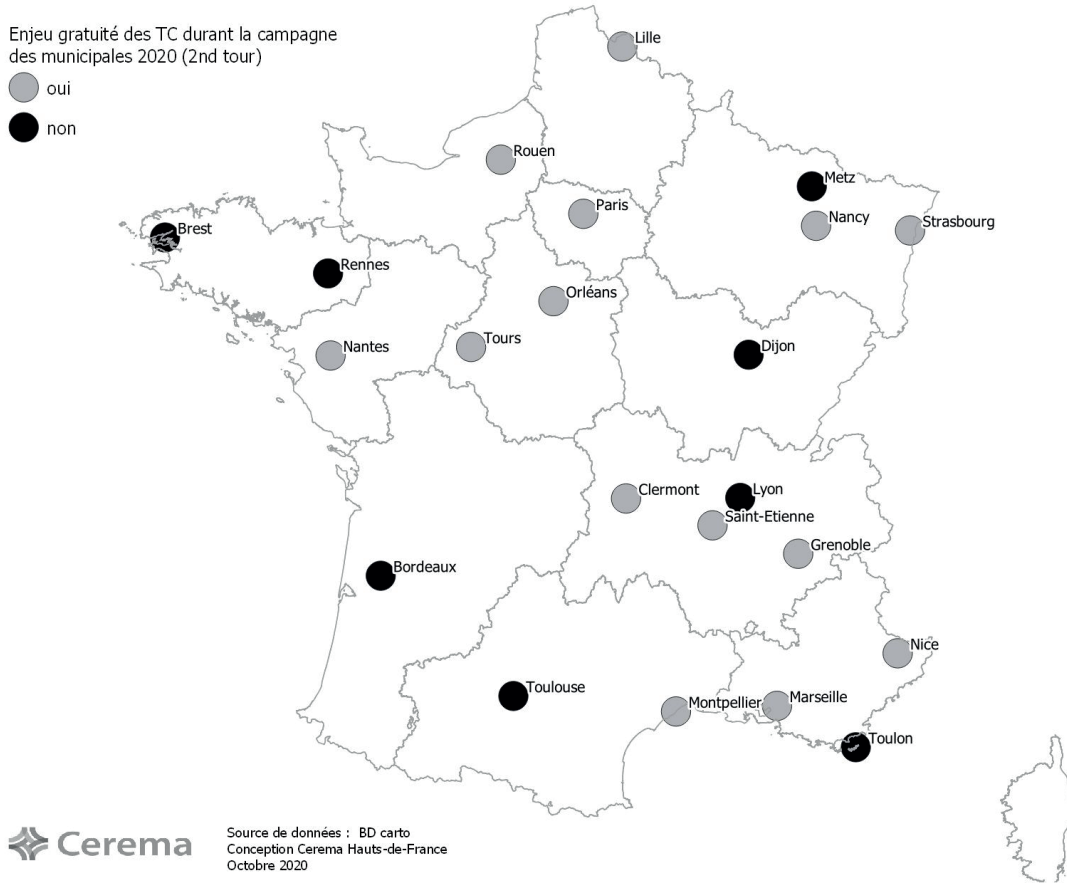 Enjeu gratuité des TC durant la campagne
des municipales 2020 (2nd tour)
oui
non
Lille
Rouen
Metz
Paris
Nancy
Strasbourg
Brest
Rennes
Orléans
Tours
Nantes
Dijon
Clermont
Lyon
Saint-Etienne
Grenoble
Bordeaux
Nice
Toulouse
Montpellier
Marseille
Toulon
Cerema
Source de données : BD carto
Conception Cerema Hauts-de-France
Octobre 2020